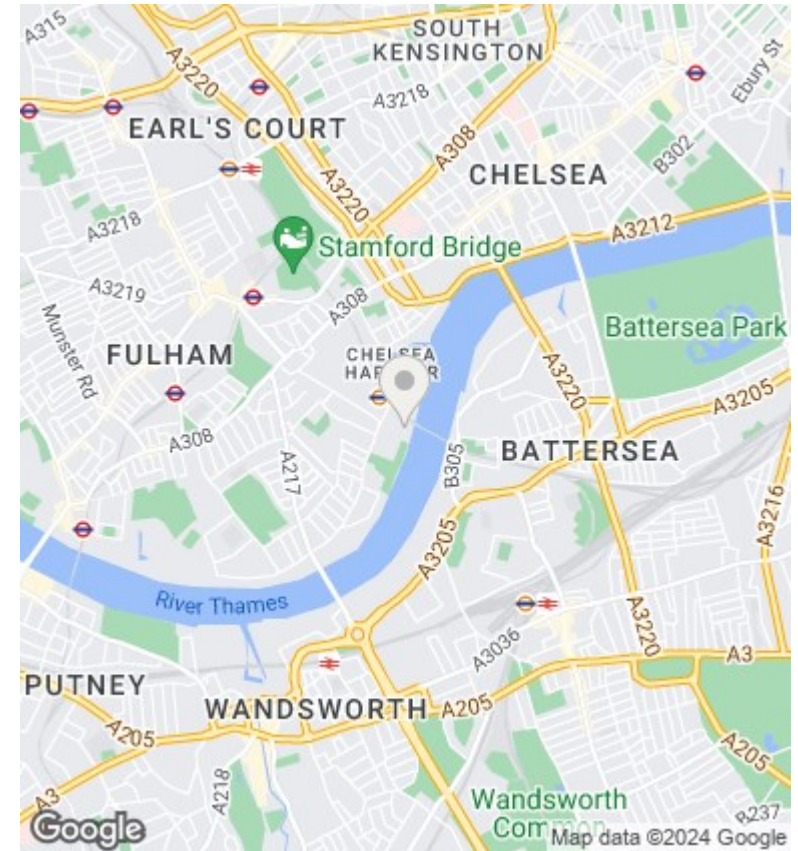 A315
A3220
SOUTH
KENSINGTON
A3218
Ebury St
EARL'S COURT
A308
B302
CHELSEA
A3220
A3218
A3212
Stamford Bridge
A3219
A308
Battersea Park
Munster Rd
FULHAM
CHELSEA
HARBOUR
A3220
A3205
A308
A217
B305
BATTERSEA
A3216
A3205
River Thames
A3220
A3036
A3
PUTNEY
WANDSWORTH
A205
A205
A205
A218
A3
Wandsworth
Common
A237
Google
Map data ©2024 Google